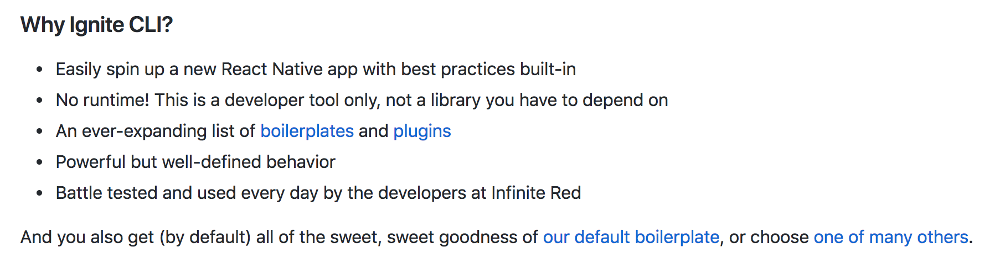 Why Ignite CLI?
• Easily spin up a new React Native app with best practices built-in
• No runtime! This is a developer tool only, not a library you have to depend on
• An ever-expanding list of boilerplates and plugins
• Powerful but well-defined behavior
• Battle tested and used every day by the developers at Infinite Red
And you also get (by default) all of the sweet, sweet goodness of our default boilerplate, or choose one of many others.